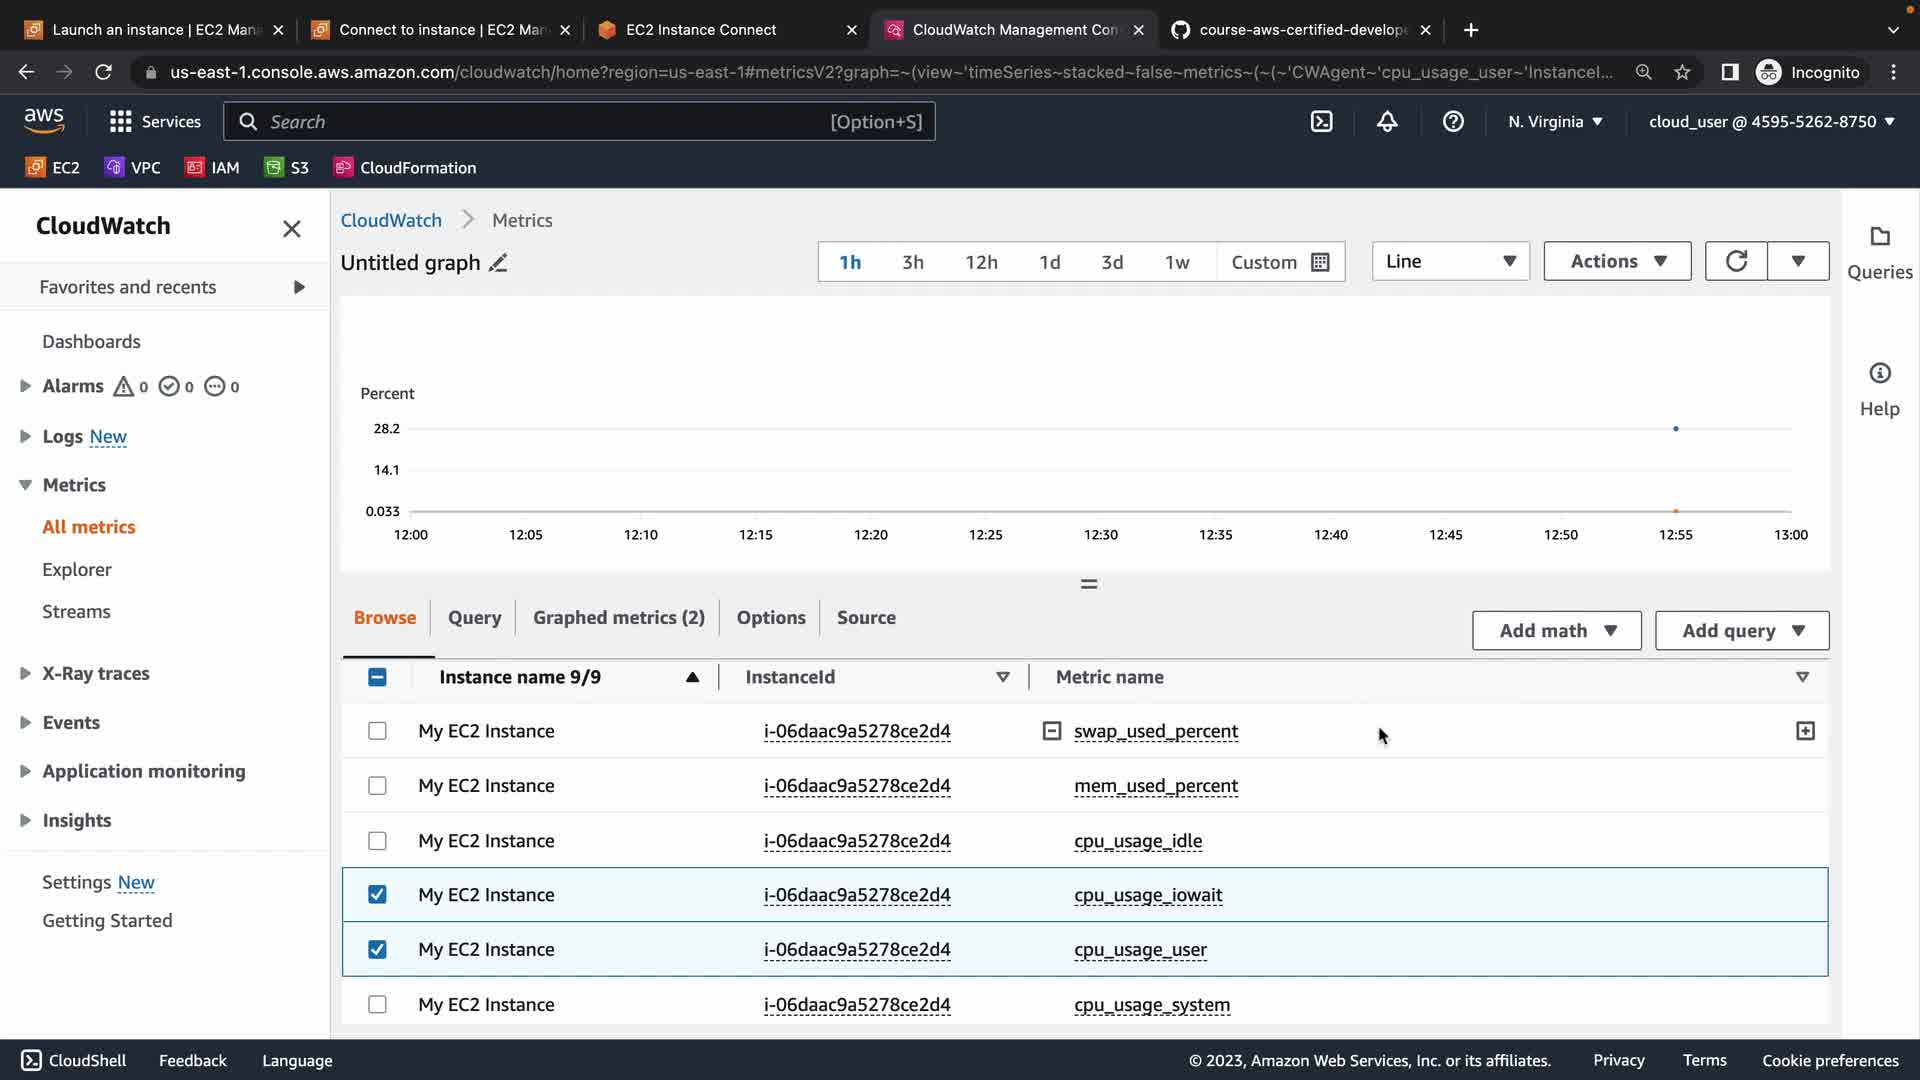 Launch an instance | EC2 Mana
Connect to instance | EC2 Man
EC2 Instance Connect
CloudWatch Management Con
course-aws-certified-develope
us-east-1.console.aws.amazon.com/cloudwatch/home?region=us-east-1#metricsV2?graph=~(view~'timeSeries~stacked~false~metrics~(~(~'CWAgent~'cpu_usage_user~'InstanceI...
Incognito
aws
Services
Search
[Option+S]
N. Virginia
cloud_user @ 4595-5262-8750
EC2
VPC
IAM
S3
CloudFormation
CloudWatch
Favorites and recents
Dashboards
Alarms 0 0 0
Logs New
Metrics
All metrics
Explorer
Streams
X-Ray traces
Events
Application monitoring
Insights
Settings New
Getting Started
CloudWatch
Metrics
Untitled graph
1h 3h 12h 1d 3d 1w Custom
Line
Actions
Queries
Help
Percent
28.2
14.1
0.033
12:00 12:05 12:10 12:15 12:20 12:25 12:30 12:35 12:40 12:45 12:50 12:55 13:00
Browse
Query
Graphed metrics (2)
Options
Source
Add math
Add query
Instance name 9/9 InstanceId Metric name
My EC2 Instance i-06daac9a5278ce2d4 swap_used_percent
My EC2 Instance i-06daac9a5278ce2d4 mem_used_percent
My EC2 Instance i-06daac9a5278ce2d4 cpu_usage_idle
My EC2 Instance i-06daac9a5278ce2d4 cpu_usage_iowait
My EC2 Instance i-06daac9a5278ce2d4 cpu_usage_user
My EC2 Instance i-06daac9a5278ce2d4 cpu_usage_system
CloudShell
Feedback
Language
© 2023, Amazon Web Services, Inc. or its affiliates.
Privacy
Terms
Cookie preferences